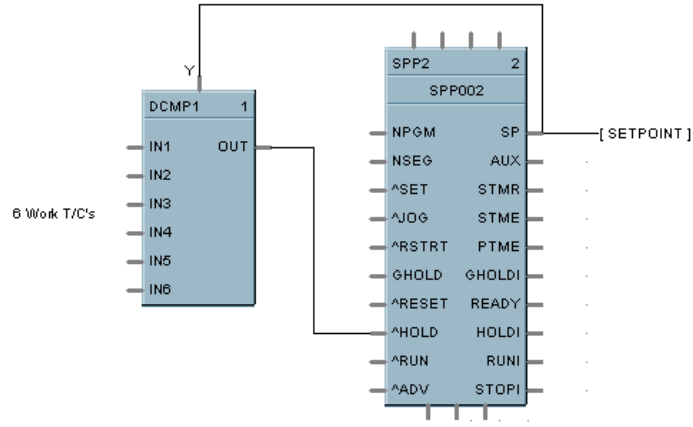 Y
DCMP1 1
IN1 OUT
IN2
IN3
IN4
IN5
IN6
6 Work T/C's
SPP2 2
SPP002
NPGM SP
NSEG AUX
^SET STMR
^JOG STME
^RSTRT PTME
GHOLD GHOLDI
^RESET READY
^HOLD HOLDI
^RUN RUNI
^ADV STOPI
[ SETPOINT ]